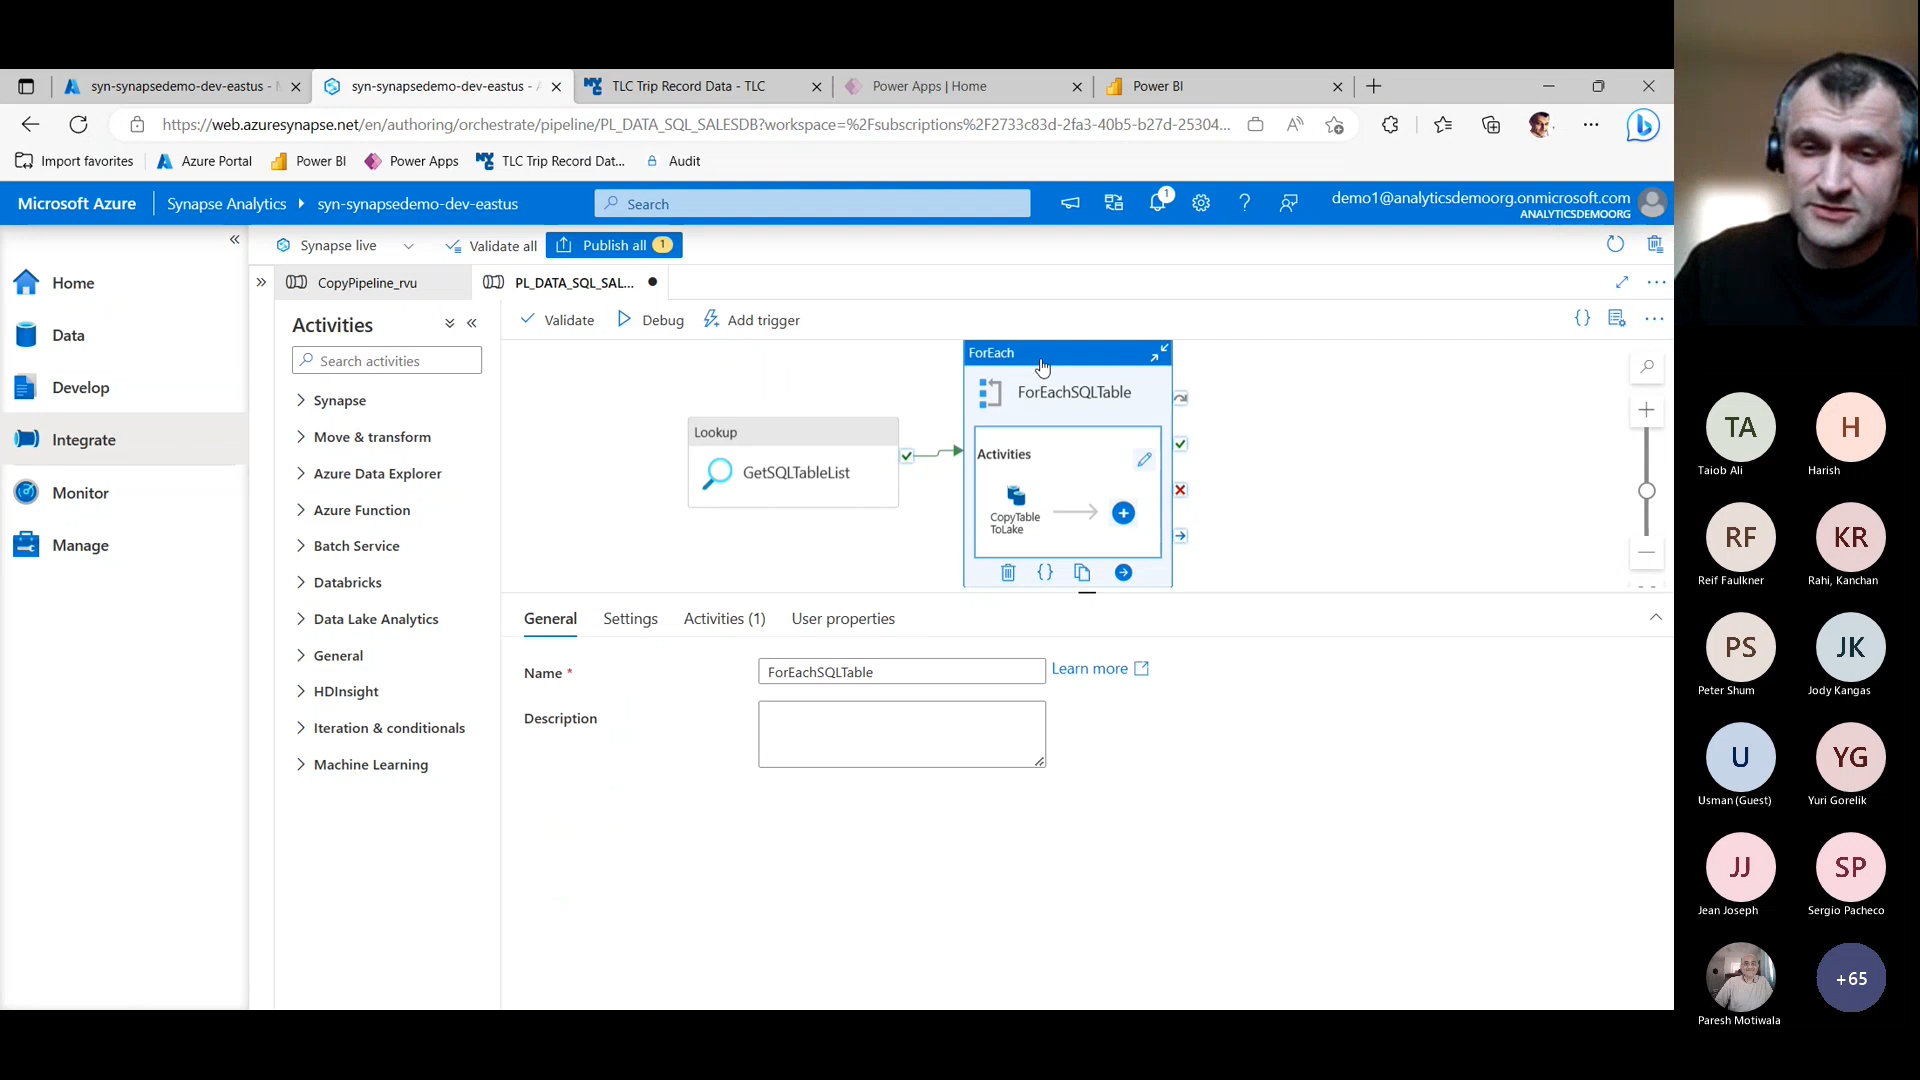 syn-synapsedemo-dev-eastus - M
syn-synapsedemo-dev-eastus - A
TLC Trip Record Data - TLC
Power Apps | Home
Power BI
https://web.azuresynapse.net/en/authoring/orchestrate/pipeline/PL_DATA_SQL_SALESDB?workspace=%2Fsubscriptions%2F2733c83d-2fa3-40b5-b27d-25304...
Import favorites
Azure Portal
Power BI
Power Apps
TLC Trip Record Dat...
Audit
Microsoft Azure
Synapse Analytics
syn-synapsedemo-dev-eastus
Search
1
demo1@analyticsdemoorg.onmicrosoft.com
ANALYTICSDEMOORG
Synapse live
Validate all
Publish all 1
Home
Data
Develop
Integrate
Monitor
Manage
CopyPipeline_rvu
PL_DATA_SQL_SAL...
Activities
Search activities
Synapse
Move & transform
Azure Data Explorer
Azure Function
Batch Service
Databricks
Data Lake Analytics
General
HDInsight
Iteration & conditionals
Machine Learning
Validate
Debug
Add trigger
Lookup
GetSQLTableList
ForEach
ForEachSQLTable
Activities
CopyTable
ToLake
General
Settings
Activities (1)
User properties
Name *
ForEachSQLTable
Learn more
Description
TA
Taiob Ali
H
Harish
RF
Reif Faulkner
KR
Rahi, Kanchan
PS
Peter Shum
JK
Jody Kangas
U
Usman (Guest)
YG
Yuri Gorelik
JJ
Jean Joseph
SP
Sergio Pacheco
Paresh Motiwala
+65